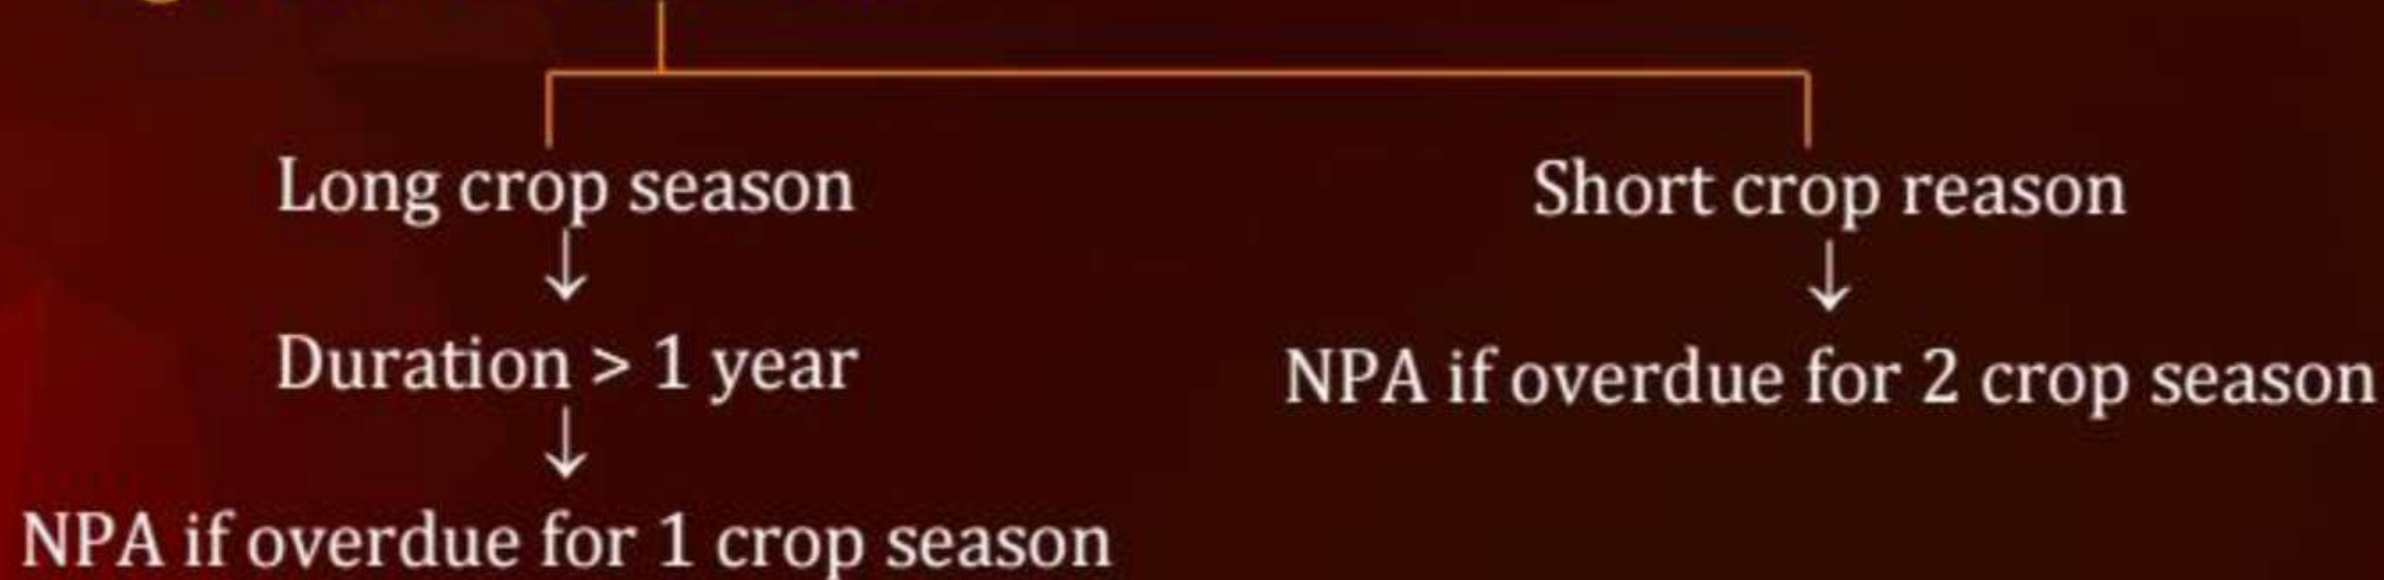 Long crop season
Short crop reason
Duration > 1 year
NPA if overdue for 2 crop season
NPA if overdue for 1 crop season